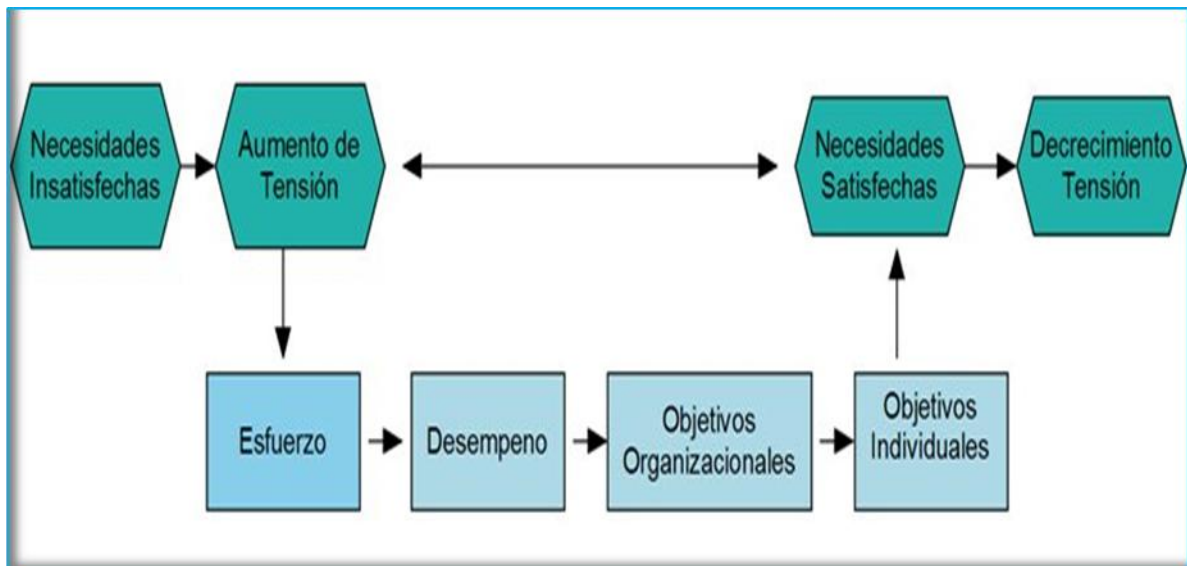 Necesidades
Insatisfechas
Aumento de
Tensión
Necesidades
Satisfechas
Decrecimiento
Tensión
Esfuerzo
Desempeno
Objetivos
Organizacionales
Objetivos
Individuales